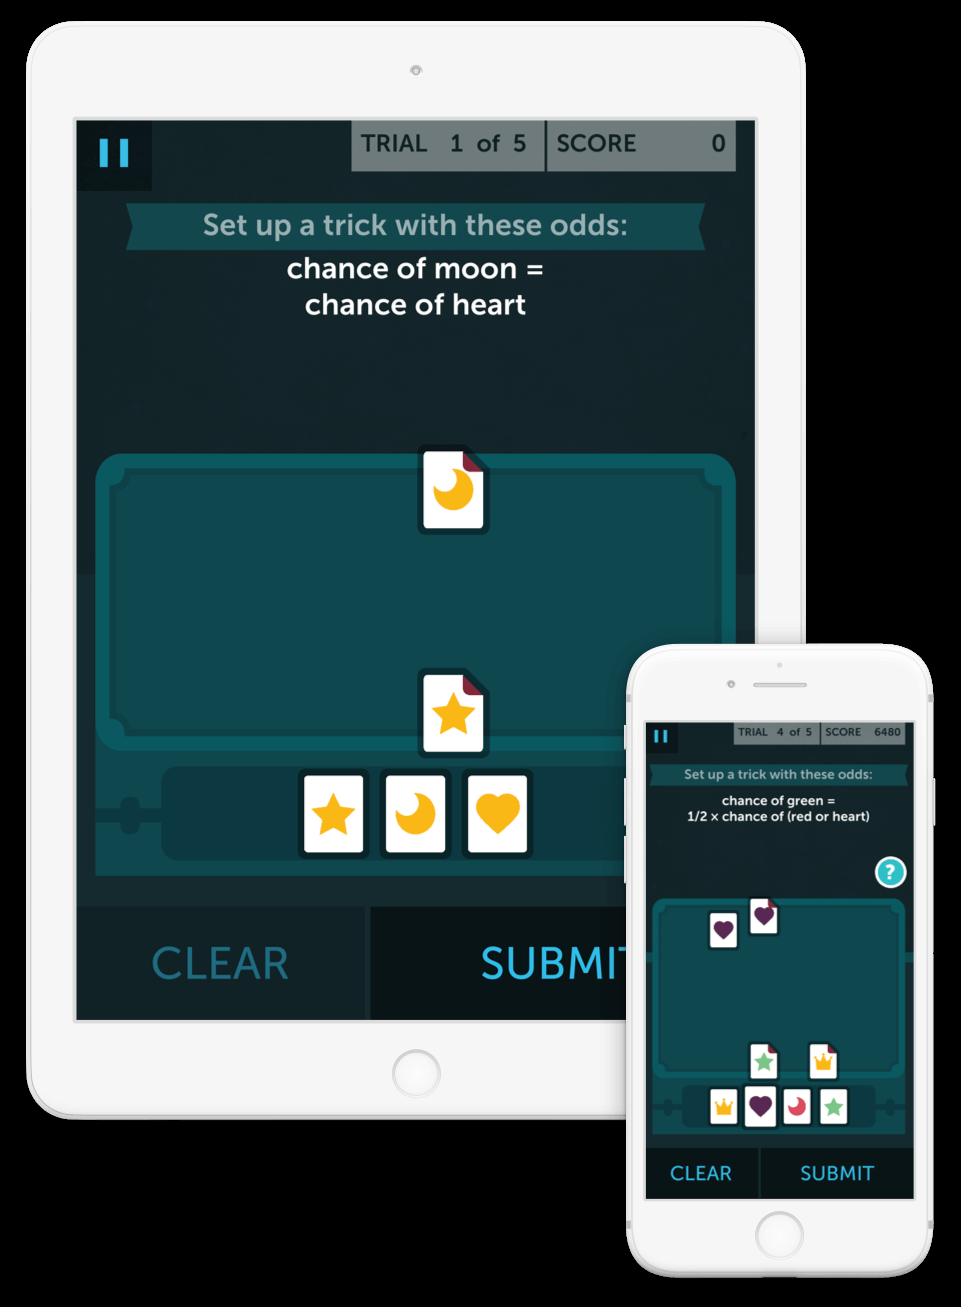 TRIAL 1 of 5 SCORE 0
Set up a trick with these odds:
chance of moon =
chance of heart
CLEAR SUBMIT
TRIAL 4 of 5 SCORE 6480
Set up a trick with these odds:
chance of green =
1/2 x chance of (red or heart)
?
CLEAR SUBMIT